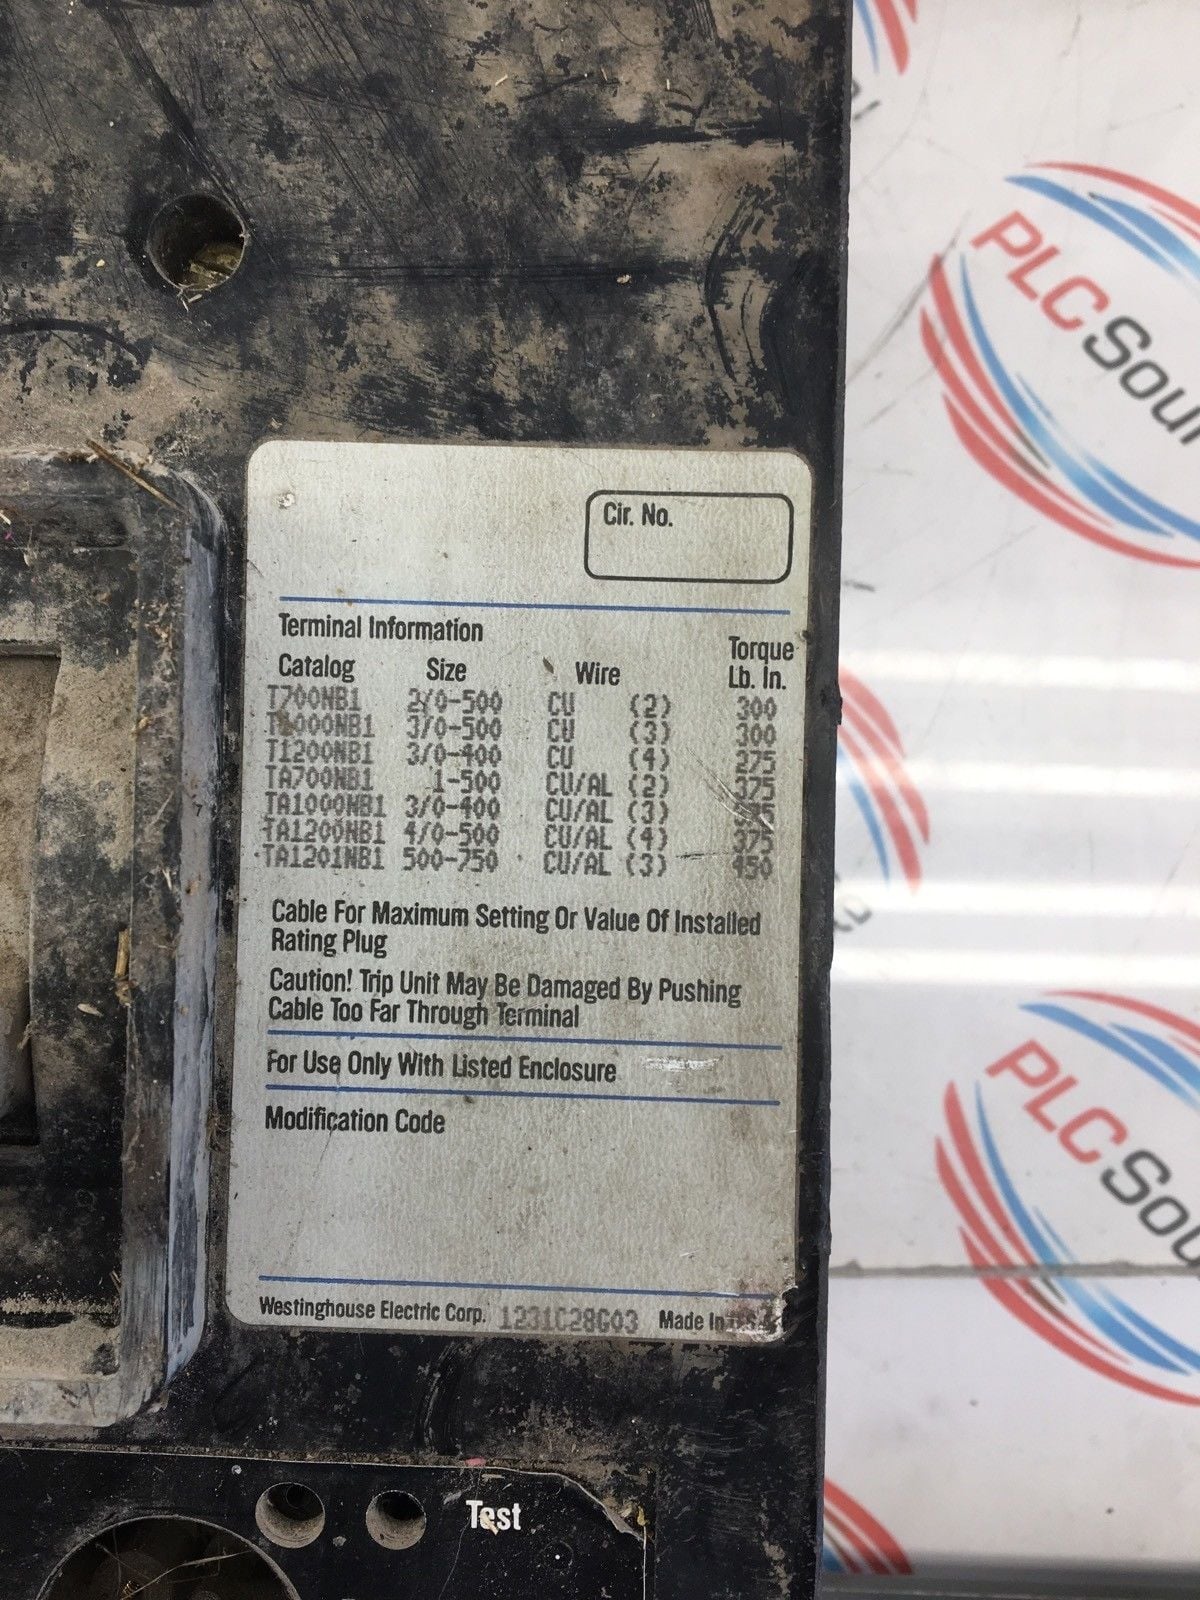 Cir. No.
Terminal Information
Catalog Size Wire Torque Lb. In.
T700NB1 2/0-500 CU (2) 300
T1000NB1 3/0-500 CU (3) 300
T1200NB1 3/0-400 CU (4) 275
TA700NB1 1-500 CU/AL (2) 375
TA1000NB1 3/0-400 CU/AL (3)
TA1200NB1 4/0-500 CU/AL (4) 375
TA1201NB1 500-750 CU/AL (3) 450
Cable For Maximum Setting Or Value Of Installed
Rating Plug
Caution! Trip Unit May Be Damaged By Pushing
Cable Too Far Through Terminal
For Use Only With Listed Enclosure
Modification Code
Westinghouse Electric Corp. 1231C28G03 Made In U.S.A.
Test
PLC Sour
PLC Sou